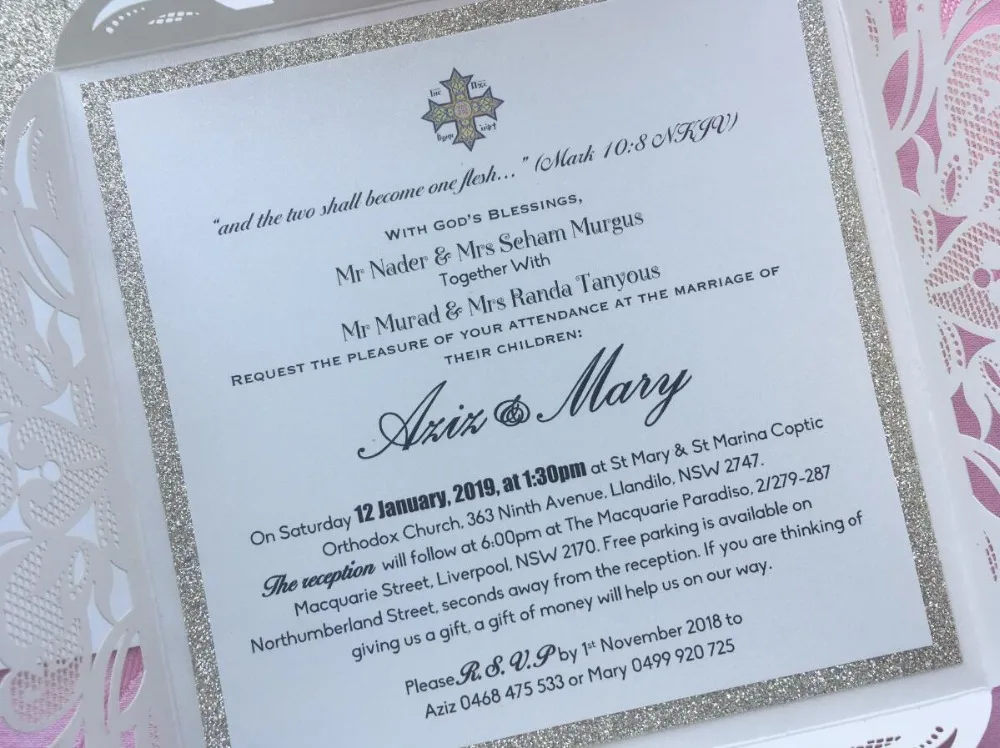 "and the two shall become one flesh..." (Mark 10:8 NKJV)
WITH GOD'S BLESSINGS,
Mr Nader & Mrs Seham Murgus
Together With
Mr Murad & Mrs Randa Tanyous
REQUEST THE PLEASURE OF YOUR ATTENDANCE AT THE MARRIAGE OF
THEIR CHILDREN:
Aziz & Mary
On Saturday 12 January, 2019, at 1:30pm at St Mary & St Marina Coptic
Orthodox Church, 363 Ninth Avenue, Llandilo, NSW 2747.
The reception will follow at 6:00pm at The Macquarie Paradiso, 2/279-287
Macquarie Street, Liverpool, NSW 2170. Free parking is available on
Northumberland Street, seconds away from the reception. If you are thinking of
giving us a gift, a gift of money will help us on our way.
Please R.S.V.P by 1st November 2018 to
Aziz 0468 475 533 or Mary 0499 920 725